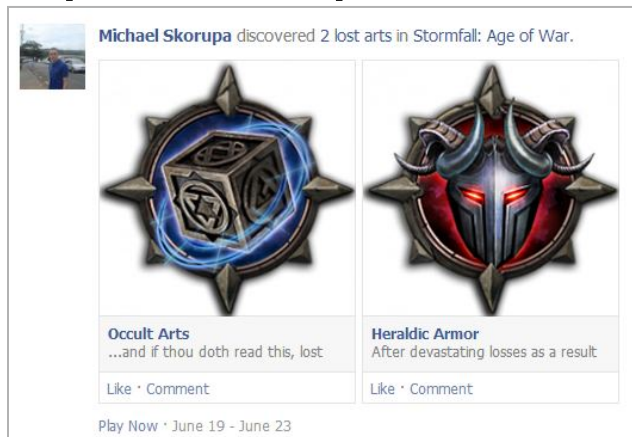 Michael Skorupa discovered 2 lost arts in Stormfall: Age of War.
Occult Arts
...and if thou doth read this, lost
Like · Comment
Heraldic Armor
After devastating losses as a result
Like · Comment
Play Now · June 19 - June 23